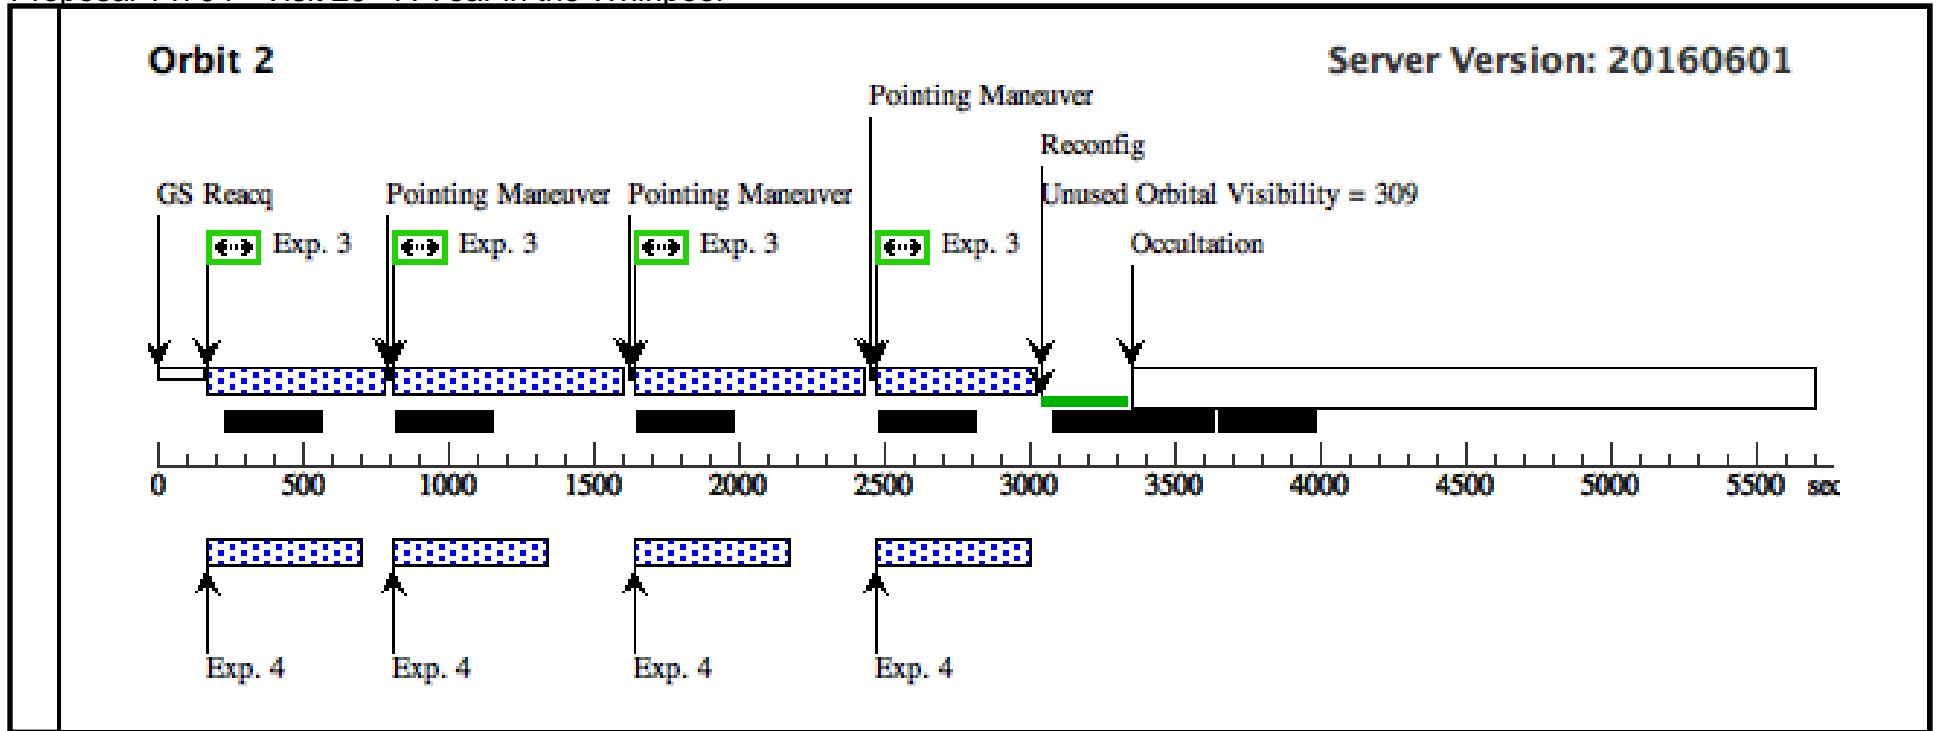 Orbit 2
Server Version: 20160601
Pointing Maneuver
Reconfig
GS Reacq
Pointing Maneuver
Pointing Maneuver
Unused Orbital Visibility = 309
Exp. 3
Exp. 3
Exp. 3
Exp. 3
Occultation
0 500 1000 1500 2000 2500 3000 3500 4000 4500 5000 5500 sec
Exp. 4
Exp. 4
Exp. 4
Exp. 4